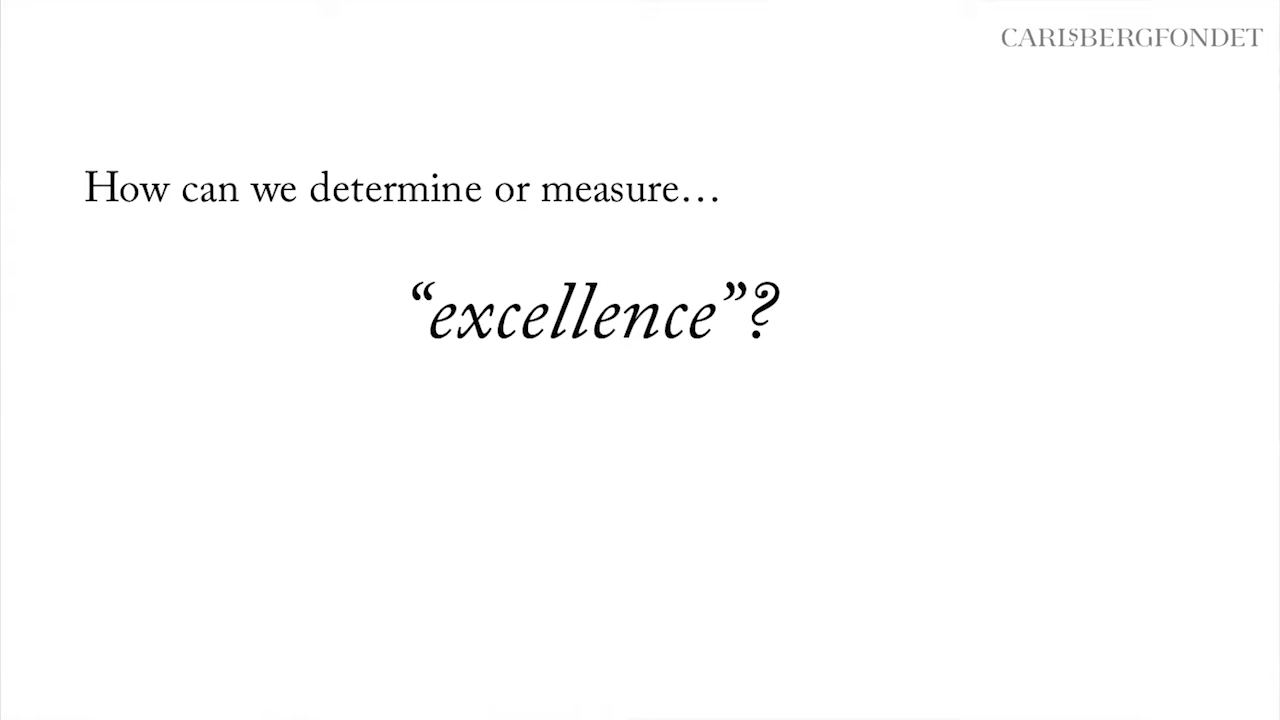 CARLSBERGFONDET
How can we determine or measure…
“excellence”?